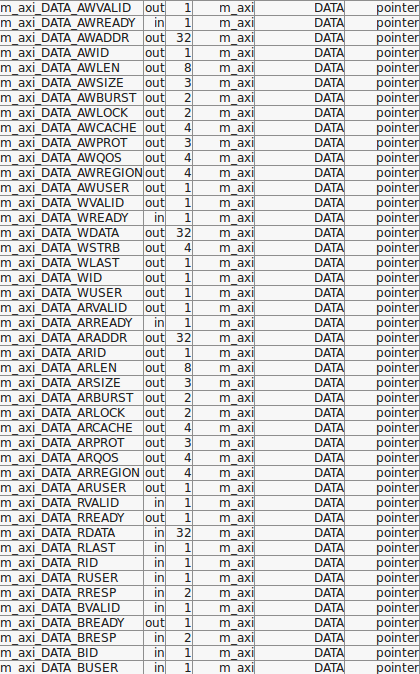 m_axi_DATA_AWVALID out 1 m_axi DATA pointer
m_axi_DATA_AWREADY in 1 m_axi DATA pointer
m_axi_DATA_AWADDR out 32 m_axi DATA pointer
m_axi_DATA_AWID out 1 m_axi DATA pointer
m_axi_DATA_AWLEN out 8 m_axi DATA pointer
m_axi_DATA_AWSIZE out 3 m_axi DATA pointer
m_axi_DATA_AWBURST out 2 m_axi DATA pointer
m_axi_DATA_AWLOCK out 2 m_axi DATA pointer
m_axi_DATA_AWCACHE out 4 m_axi DATA pointer
m_axi_DATA_AWPROT out 3 m_axi DATA pointer
m_axi_DATA_AWQOS out 4 m_axi DATA pointer
m_axi_DATA_AWREGION out 4 m_axi DATA pointer
m_axi_DATA_AWUSER out 1 m_axi DATA pointer
m_axi_DATA_WVALID out 1 m_axi DATA pointer
m_axi_DATA_WREADY in 1 m_axi DATA pointer
m_axi_DATA_WDATA out 32 m_axi DATA pointer
m_axi_DATA_WSTRB out 4 m_axi DATA pointer
m_axi_DATA_WLAST out 1 m_axi DATA pointer
m_axi_DATA_WID out 1 m_axi DATA pointer
m_axi_DATA_WUSER out 1 m_axi DATA pointer
m_axi_DATA_ARVALID out 1 m_axi DATA pointer
m_axi_DATA_ARREADY in 1 m_axi DATA pointer
m_axi_DATA_ARADDR out 32 m_axi DATA pointer
m_axi_DATA_ARID out 1 m_axi DATA pointer
m_axi_DATA_ARLEN out 8 m_axi DATA pointer
m_axi_DATA_ARSIZE out 3 m_axi DATA pointer
m_axi_DATA_ARBURST out 2 m_axi DATA pointer
m_axi_DATA_ARLOCK out 2 m_axi DATA pointer
m_axi_DATA_ARCACHE out 4 m_axi DATA pointer
m_axi_DATA_ARPROT out 3 m_axi DATA pointer
m_axi_DATA_ARQOS out 4 m_axi DATA pointer
m_axi_DATA_ARREGION out 4 m_axi DATA pointer
m_axi_DATA_ARUSER out 1 m_axi DATA pointer
m_axi_DATA_RVALID in 1 m_axi DATA pointer
m_axi_DATA_RREADY out 1 m_axi DATA pointer
m_axi_DATA_RDATA in 32 m_axi DATA pointer
m_axi_DATA_RLAST in 1 m_axi DATA pointer
m_axi_DATA_RID in 1 m_axi DATA pointer
m_axi_DATA_RUSER in 1 m_axi DATA pointer
m_axi_DATA_RRESP in 2 m_axi DATA pointer
m_axi_DATA_BVALID in 1 m_axi DATA pointer
m_axi_DATA_BREADY out 1 m_axi DATA pointer
m_axi_DATA_BRESP in 2 m_axi DATA pointer
m_axi_DATA_BID in 1 m_axi DATA pointer
m_axi_DATA_BUSER in 1 m_axi DATA pointer